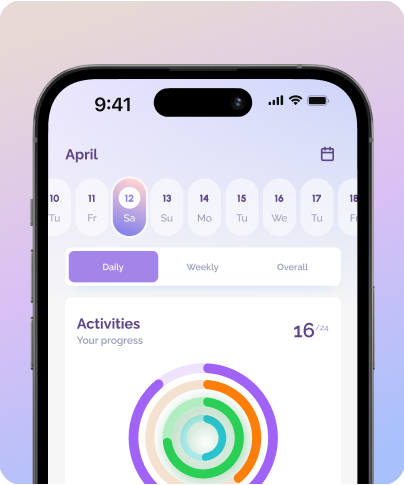 9:41
April
10 11 12 13 14 15 16 17 18
Tu Fr Sa Su Mo Tu We Tu
Daily Weekly Overall
Activities
16/24
Your progress